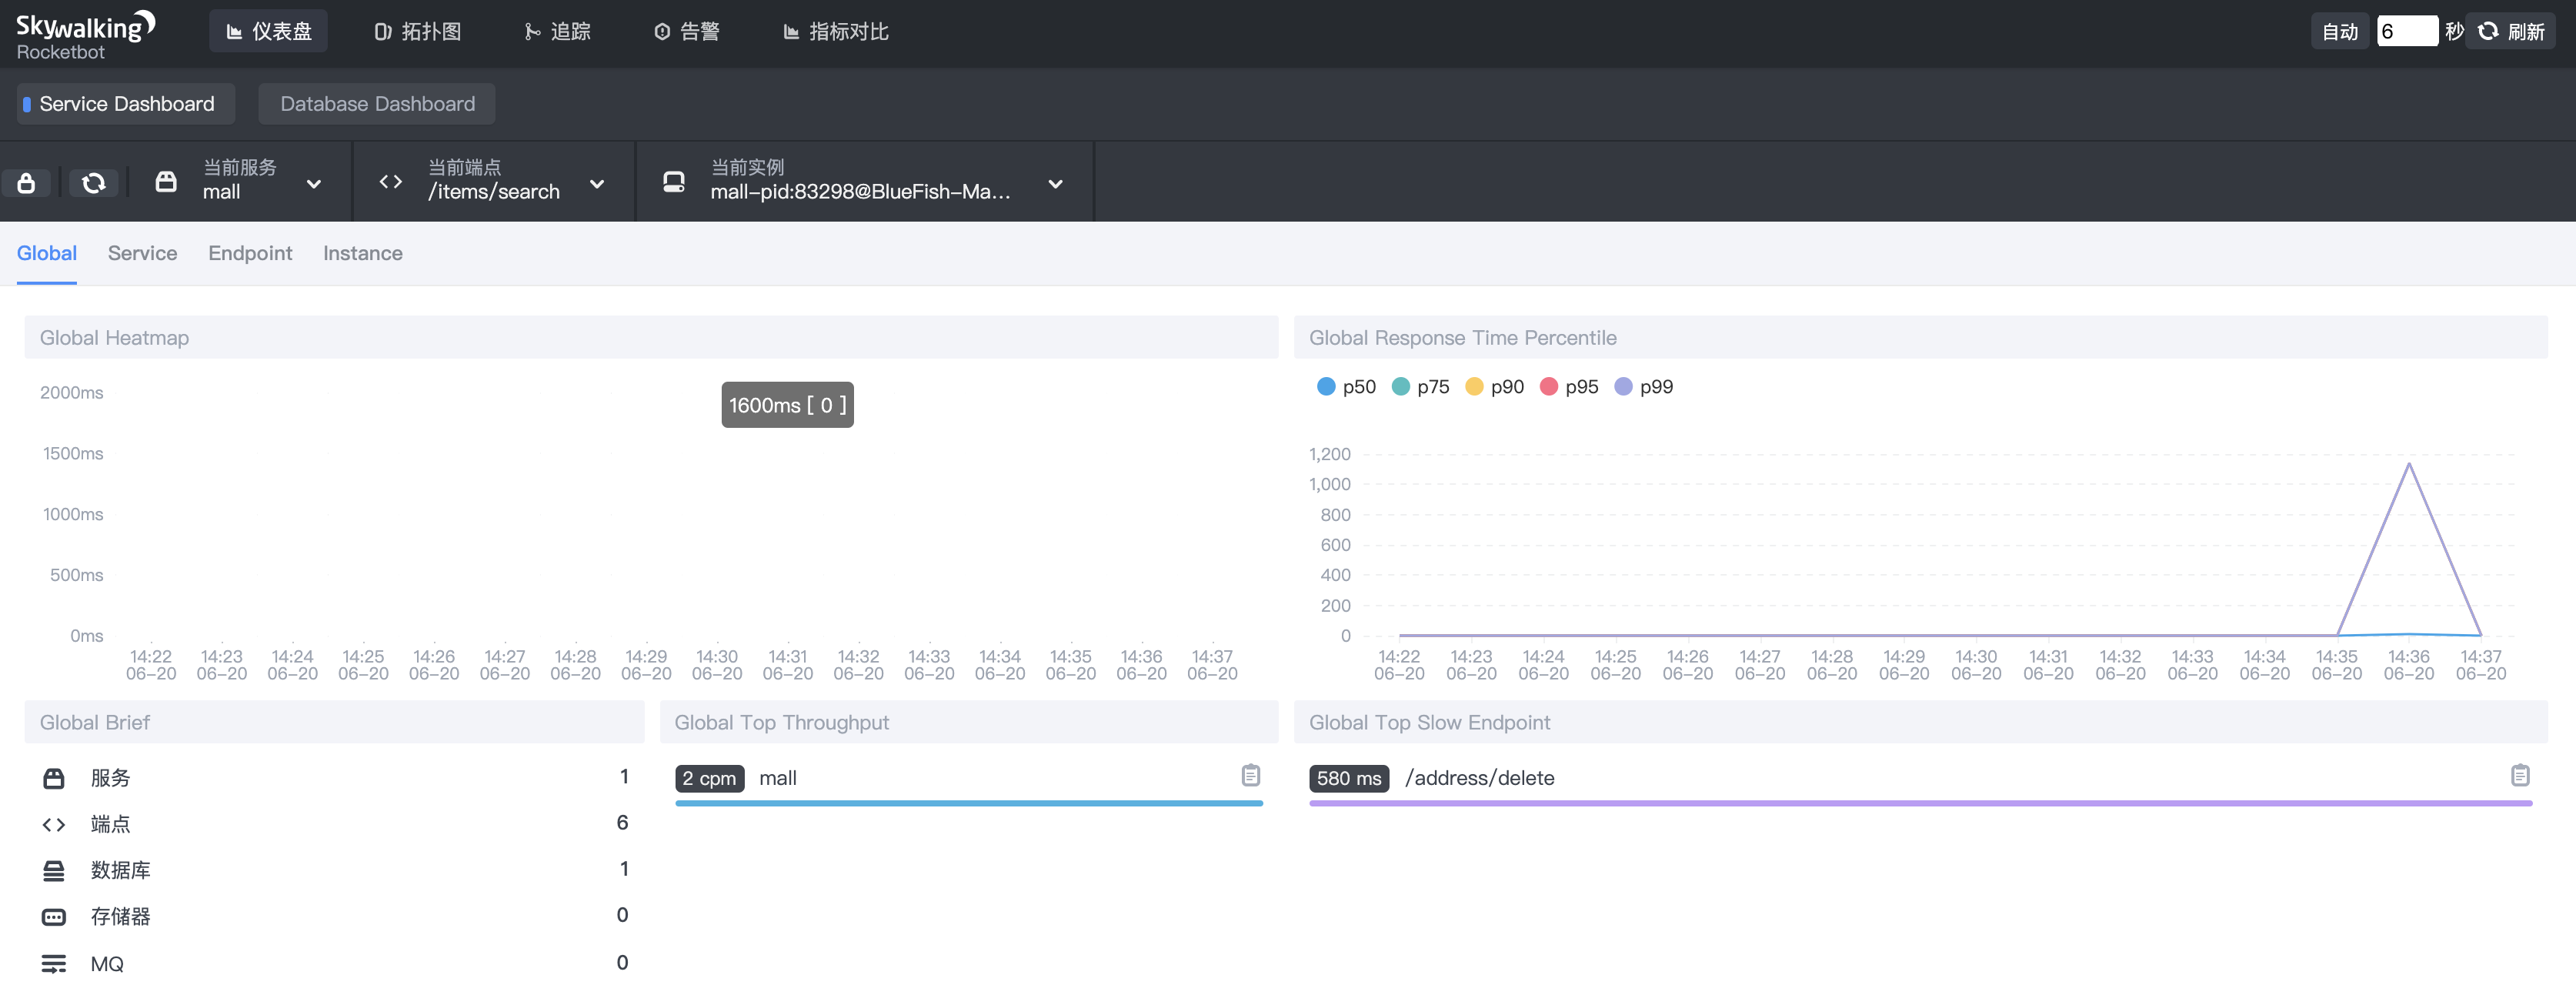 Skywalking
Rocketbot
仪表盘
拓扑图
追踪
告警
指标对比
自动
6
秒
刷新
Service Dashboard
Database Dashboard
当前服务
mall
当前端点
/items/search
当前实例
mall-pid:83298@BlueFish-Ma...
Global
Service
Endpoint
Instance
Global Heatmap
2000ms
1500ms
1000ms
500ms
0ms
1600ms [ 0 ]
14:22 14:23 14:24 14:25 14:26 14:27 14:28 14:29 14:30 14:31 14:32 14:33 14:34 14:35 14:36 14:37
06-20 06-20 06-20 06-20 06-20 06-20 06-20 06-20 06-20 06-20 06-20 06-20 06-20 06-20 06-20 06-20
Global Response Time Percentile
p50 p75 p90 p95 p99
1,200
1,000
800
600
400
200
0
14:22 14:23 14:24 14:25 14:26 14:27 14:28 14:29 14:30 14:31 14:32 14:33 14:34 14:35 14:36 14:37
06-20 06-20 06-20 06-20 06-20 06-20 06-20 06-20 06-20 06-20 06-20 06-20 06-20 06-20 06-20 06-20
Global Brief
服务 1
端点 6
数据库 1
存储器 0
MQ 0
Global Top Throughput
2 cpm mall
Global Top Slow Endpoint
580 ms /address/delete